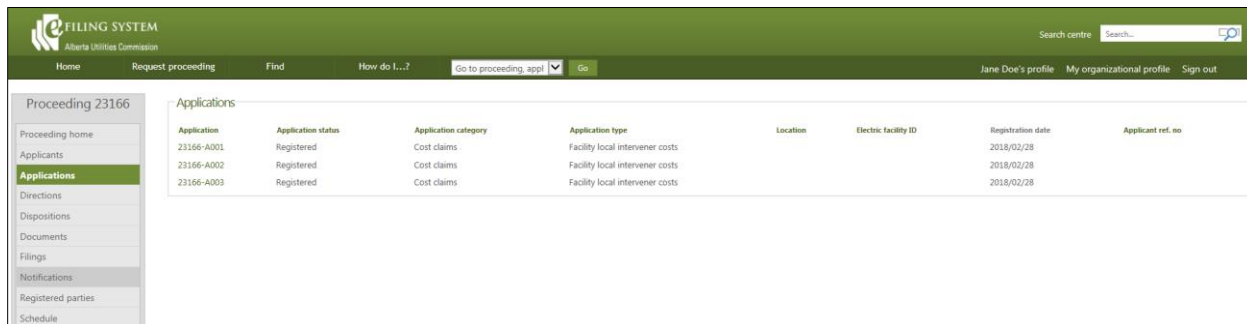 eFILING SYSTEM
Alberta Utilities Commission
Search centre Search...
Home Request proceeding Find How do I...? Go to proceeding, appl Go Jane Doe's profile My organizational profile Sign out
Proceeding 23166
Proceeding home
Applicants
Applications
Directions
Dispositions
Documents
Filings
Notifications
Registered parties
Schedule
Applications
Application Application status Application category Application type Location Electric facility ID Registration date Applicant ref. no
23166-A001 Registered Cost claims Facility local intervener costs 2018/02/28
23166-A002 Registered Cost claims Facility local intervener costs 2018/02/28
23166-A003 Registered Cost claims Facility local intervener costs 2018/02/28